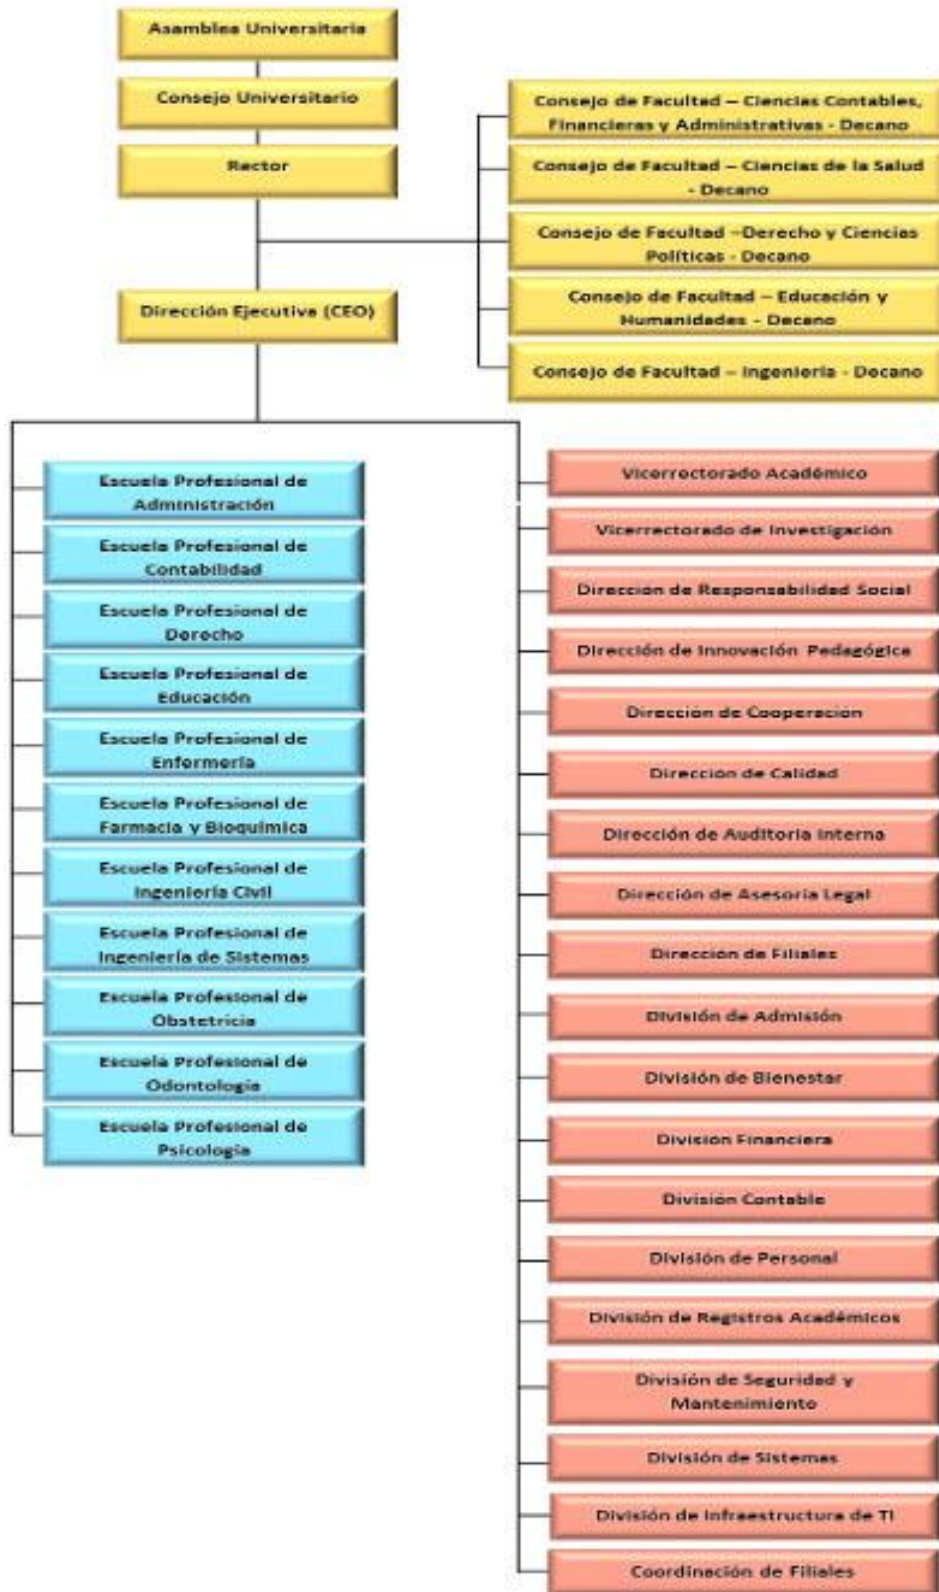 Asamblea Universitaria
Consejo Universitario
Rector
Consejo de Facultad – Ciencias Contables,
Financieras y Administrativas - Decano
Consejo de Facultad – Ciencias de la Salud
- Decano
Consejo de Facultad –Derecho y Ciencias
Políticas - Decano
Consejo de Facultad – Educación y
Humanidades - Decano
Consejo de Facultad – Ingeniería - Decano
Dirección Ejecutiva (CEO)
Escuela Profesional de
Administración
Escuela Profesional de
Contabilidad
Escuela Profesional de
Derecho
Escuela Profesional de
Educación
Escuela Profesional de
Enfermería
Escuela Profesional de
Farmacia y Bioquímica
Escuela Profesional de
Ingeniería Civil
Escuela Profesional de
Ingeniería de Sistemas
Escuela Profesional de
Obstetricia
Escuela Profesional de
Odontología
Escuela Profesional de
Psicología
Vicerrectorado Académico
Vicerrectorado de Investigación
Dirección de Responsabilidad Social
Dirección de Innovación Pedagógica
Dirección de Cooperación
Dirección de Calidad
Dirección de Auditoría Interna
Dirección de Asesoría Legal
Dirección de Filiales
División de Admisión
División de Bienestar
División Financiera
División Contable
División de Personal
División de Registros Académicos
División de Seguridad y
Mantenimiento
División de Sistemas
División de Infraestructura de TI
Coordinación de Filiales